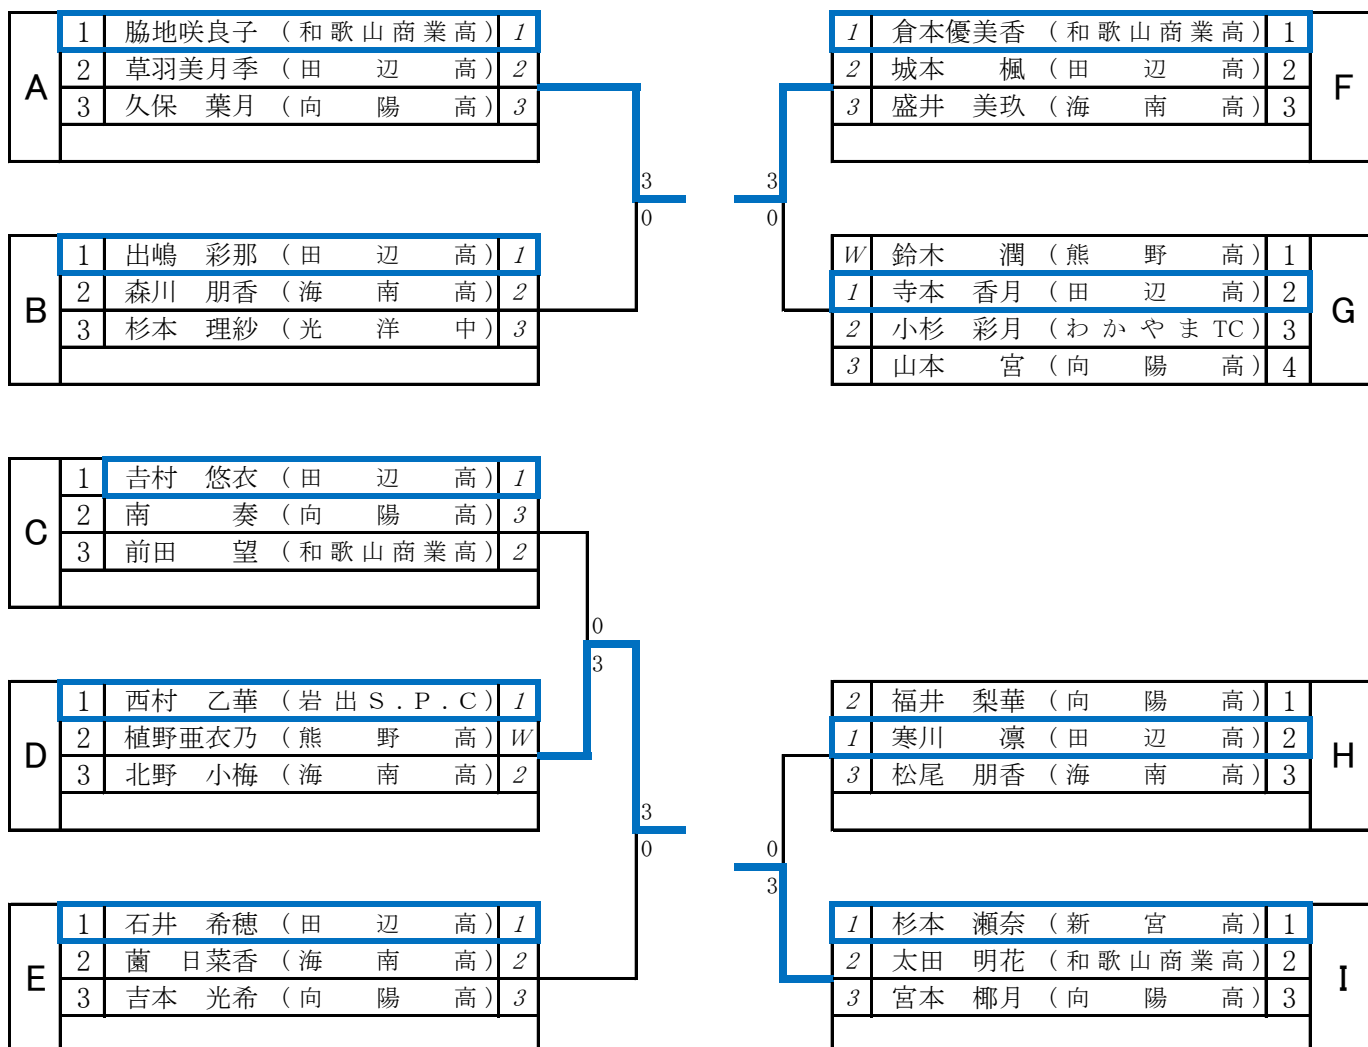 A
1 脇地咲良子 (和歌山商業高) 1
2 草羽美月季 (田辺高) 2
3 久保 葉月 (向陽高) 3
3
0
B
1 出嶋 彩那 (田辺高) 1
2 森川 朋香 (海南高) 2
3 杉本 理紗 (光洋中) 3
C
1 𠮷村 悠衣 (田辺高) 1
2 南 奏 (向陽高) 3
3 前田 望 (和歌山商業高) 2
0
3
D
1 西村 乙華 (岩出S.P.C) 1
2 植野亜衣乃 (熊野高) W
3 北野 小梅 (海南高) 2
3
0
E
1 石井 希穂 (田辺高) 1
2 薗 日菜香 (海南高) 2
3 吉本 光希 (向陽高) 3
F
1 倉本優美香 (和歌山商業高) 1
2 城本 楓 (田辺高) 2
3 盛井 美玖 (海南高) 3
3
0
G
W 鈴木 潤 (熊野高) 1
1 寺本 香月 (田辺高) 2
2 小杉 彩月 (わかやまTC) 3
3 山本 宮 (向陽高) 4
H
2 福井 梨華 (向陽高) 1
1 寒川 凛 (田辺高) 2
3 松尾 朋香 (海南高) 3
0
3
I
1 杉本 瀬奈 (新宮高) 1
2 太田 明花 (和歌山商業高) 2
3 宮本 椰月 (向陽高) 3